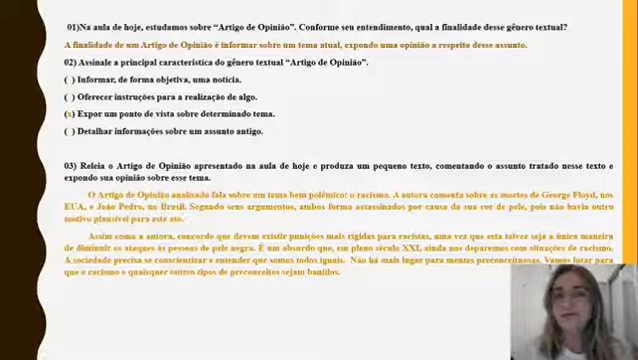 01)Na aula de hoje, estudamos sobre “Artigo de Opinião”. Conforme seu entendimento, qual a finalidade desse gênero textual?
A finalidade de um Artigo de Opinião é informar sobre um tema atual, expondo uma opinião a respeito desse assunto.
02) Assinale a principal característica do gênero textual “Artigo de Opinião”.
( ) Informar, de forma objetiva, uma notícia.
( ) Oferecer instruções para a realização de algo.
(x) Expor um ponto de vista sobre determinado tema.
( ) Detalhar informações sobre um assunto antigo.
03) Releia o Artigo de Opinião apresentado na aula de hoje e produza um pequeno texto, comentando o assunto tratado nesse texto e
expondo sua opinião sobre esse tema.
O Artigo de Opinião analisado fala sobre um tema bem polêmico: o racismo. A autora comenta sobre as mortes de George Floyd, nos
EUA, e João Pedro, no Brasil. Segundo seus argumentos, ambos foram assassinados por causa da sua cor de pele, pois não havia outro
motivo plausível para este ato.
Assim como a autora, concordo que devem existir punições mais rígidas para racistas, uma vez que esta talvez seja a única maneira
de diminuir os ataques às pessoas de pele negra. É um absurdo que, em pleno século XXI, ainda nos deparemos com situações de racismo.
A sociedade precisa se conscientizar e entender que somos todos iguais. Não há mais lugar para mentes preconceituosas. Vamos lutar para
que o racismo e quaisquer outros tipos de preconceitos sejam banidos.